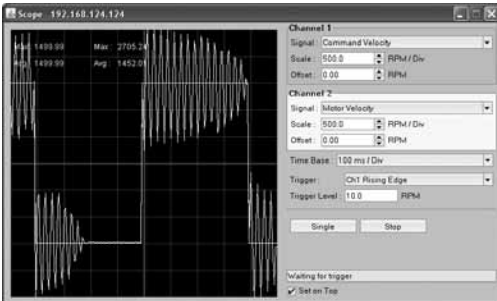 Scope 192.168.124.124
Max: 1499.99 Max: 2705.24
Avg: 1499.99 Avg: 1452.01
Channel 1
Signal: Command Velocity
Scale: 500.0 RPM / Div
Offset: 0.00 RPM
Channel 2
Signal: Motor Velocity
Scale: 500.0 RPM / Div
Offset: 0.00 RPM
Time Base: 100 ms / Div
Trigger: Ch1 Rising Edge
Trigger Level: 10.0 RPM
Single Stop
Waiting for trigger
Set on Top